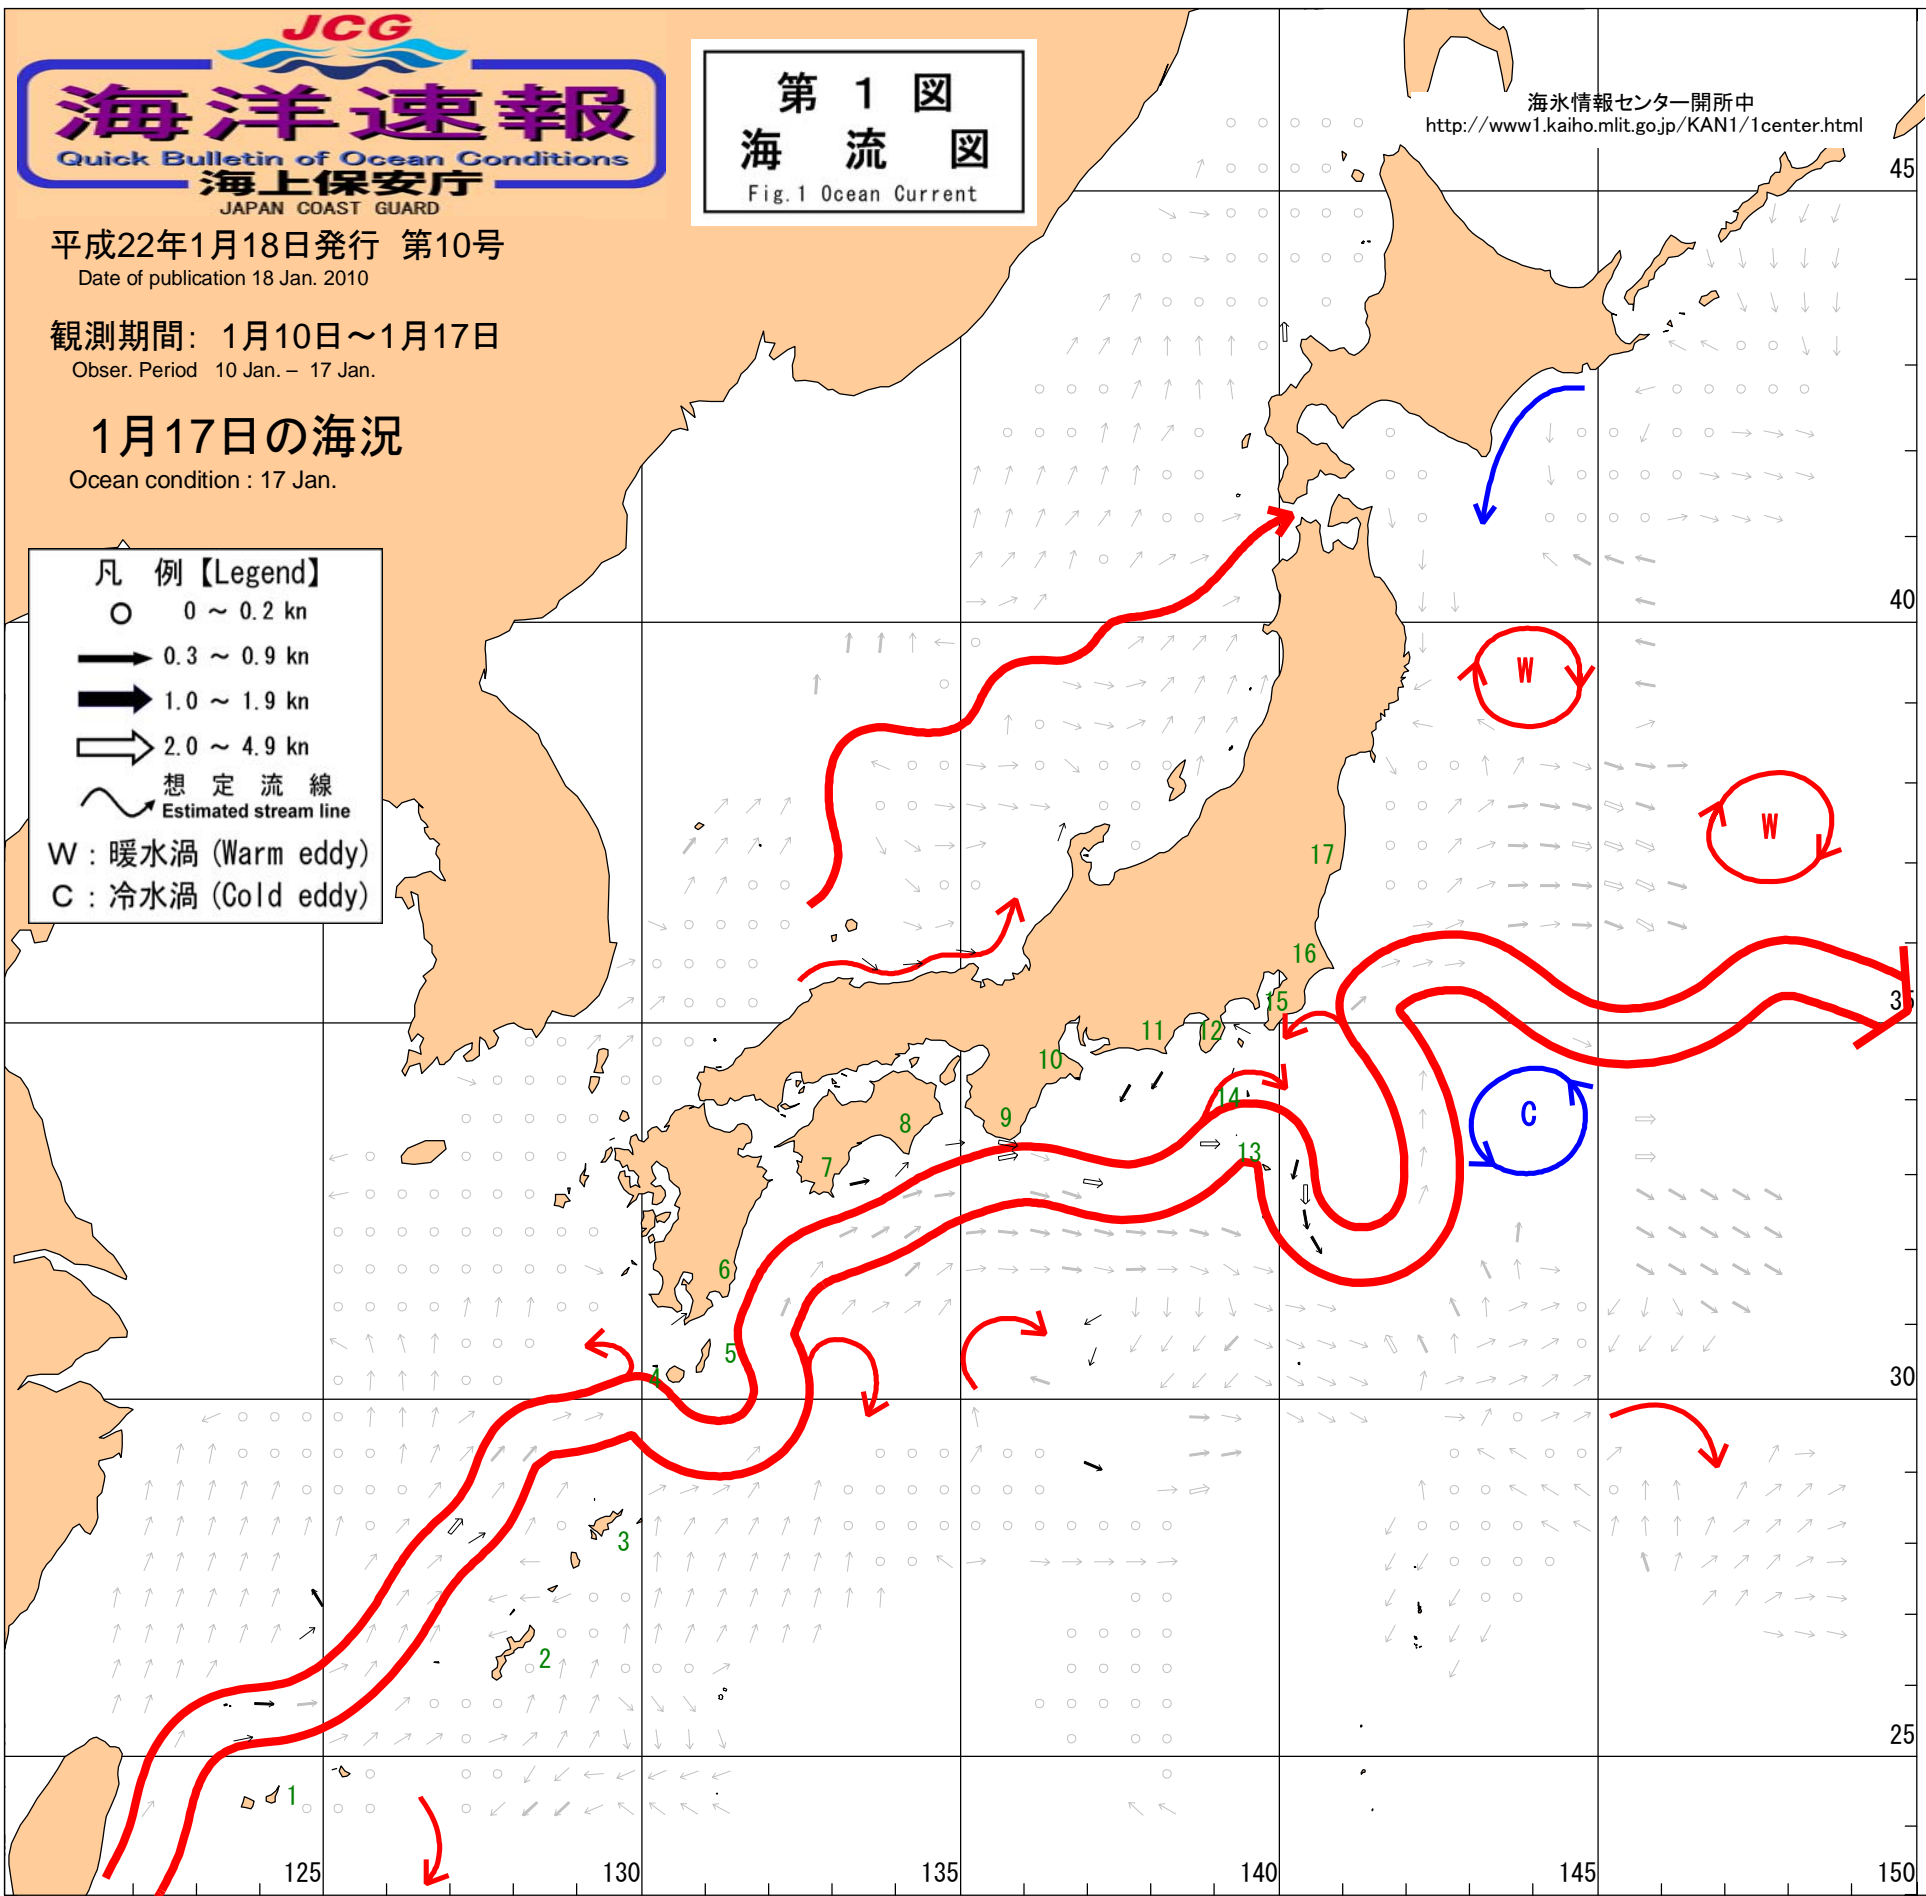 JCG
海洋速報
Quick Bulletin of Ocean Conditions
海上保安庁
JAPAN COAST GUARD
平成22年1月18日発行 第10号
Date of publication 18 Jan. 2010
観測期間: 1月10日～1月17日
Obser. Period 10 Jan. – 17 Jan.
1月17日の海況
Ocean condition : 17 Jan.
第 1 図
海 流 図
Fig.1 Ocean Current
海氷情報センター開所中
http://www1.kaiho.mlit.go.jp/KAN1/1center.html
凡 例【Legend】
0 ～ 0.2 kn
0.3 ～ 0.9 kn
1.0 ～ 1.9 kn
2.0 ～ 4.9 kn
想 定 流 線
Estimated stream line
W : 暖水渦 (Warm eddy)
C : 冷水渦 (Cold eddy)
45
40
W
W
17
16
35
15
12
11
10
14
C
9
8
13
7
6
5
4
30
3
2
25
1
125
130
135
140
145
150